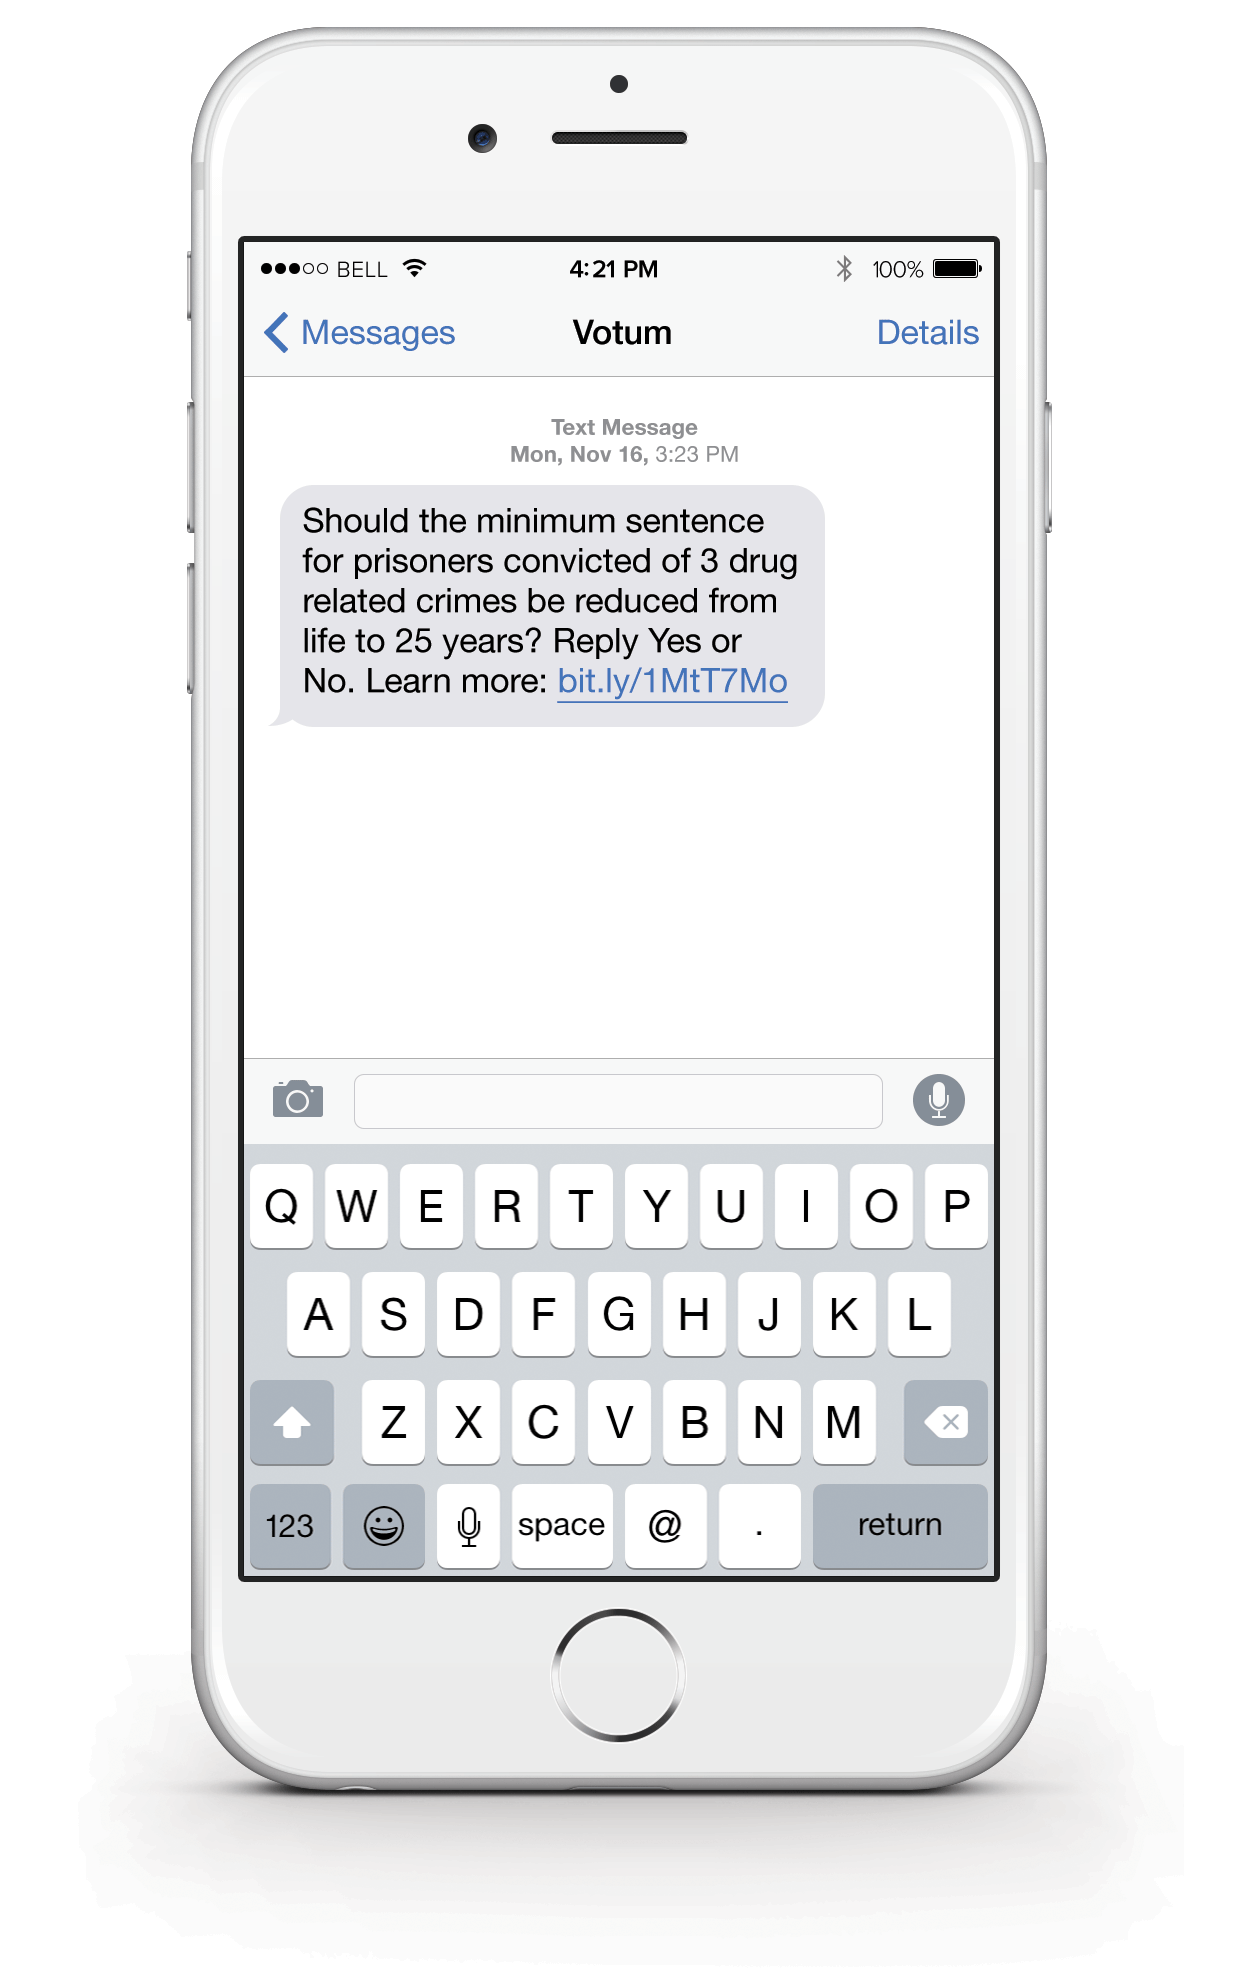 BELL 4:21 PM 100%
Messages Votum Details
Text Message
Mon, Nov 16, 3:23 PM
Should the minimum sentence
for prisoners convicted of 3 drug
related crimes be reduced from
life to 25 years? Reply Yes or
No. Learn more: bit.ly/1MtT7Mo
Q W E R T Y U I O P
A S D F G H J K L
Z X C V B N M
123 space @ . return